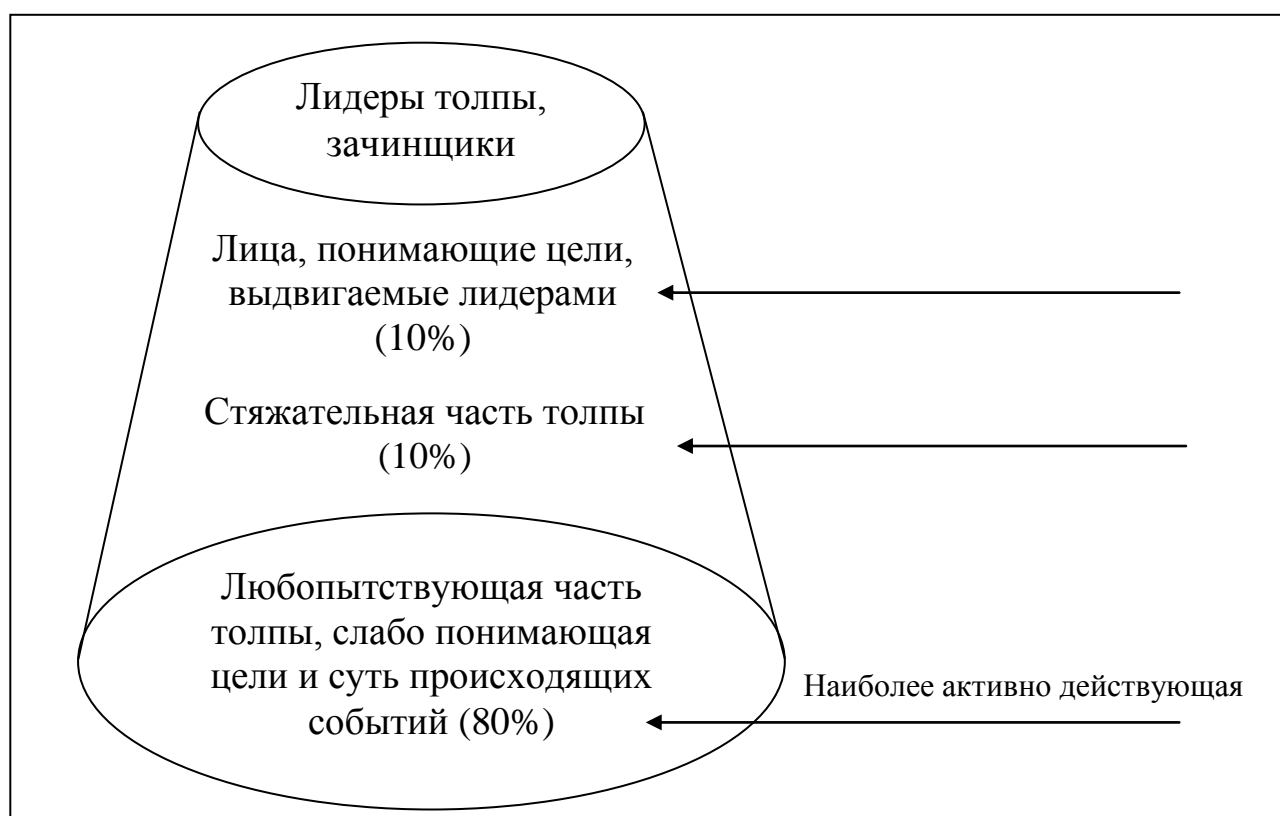 Лидеры толпы,
зачинщики
Лица, понимающие цели,
выдвигаемые лидерами
(10%)
Стяжательная часть толпы
(10%)
Любопытствующая часть
толпы, слабо понимающая
цели и суть происходящих
событий (80%)
Наиболее активно действующая